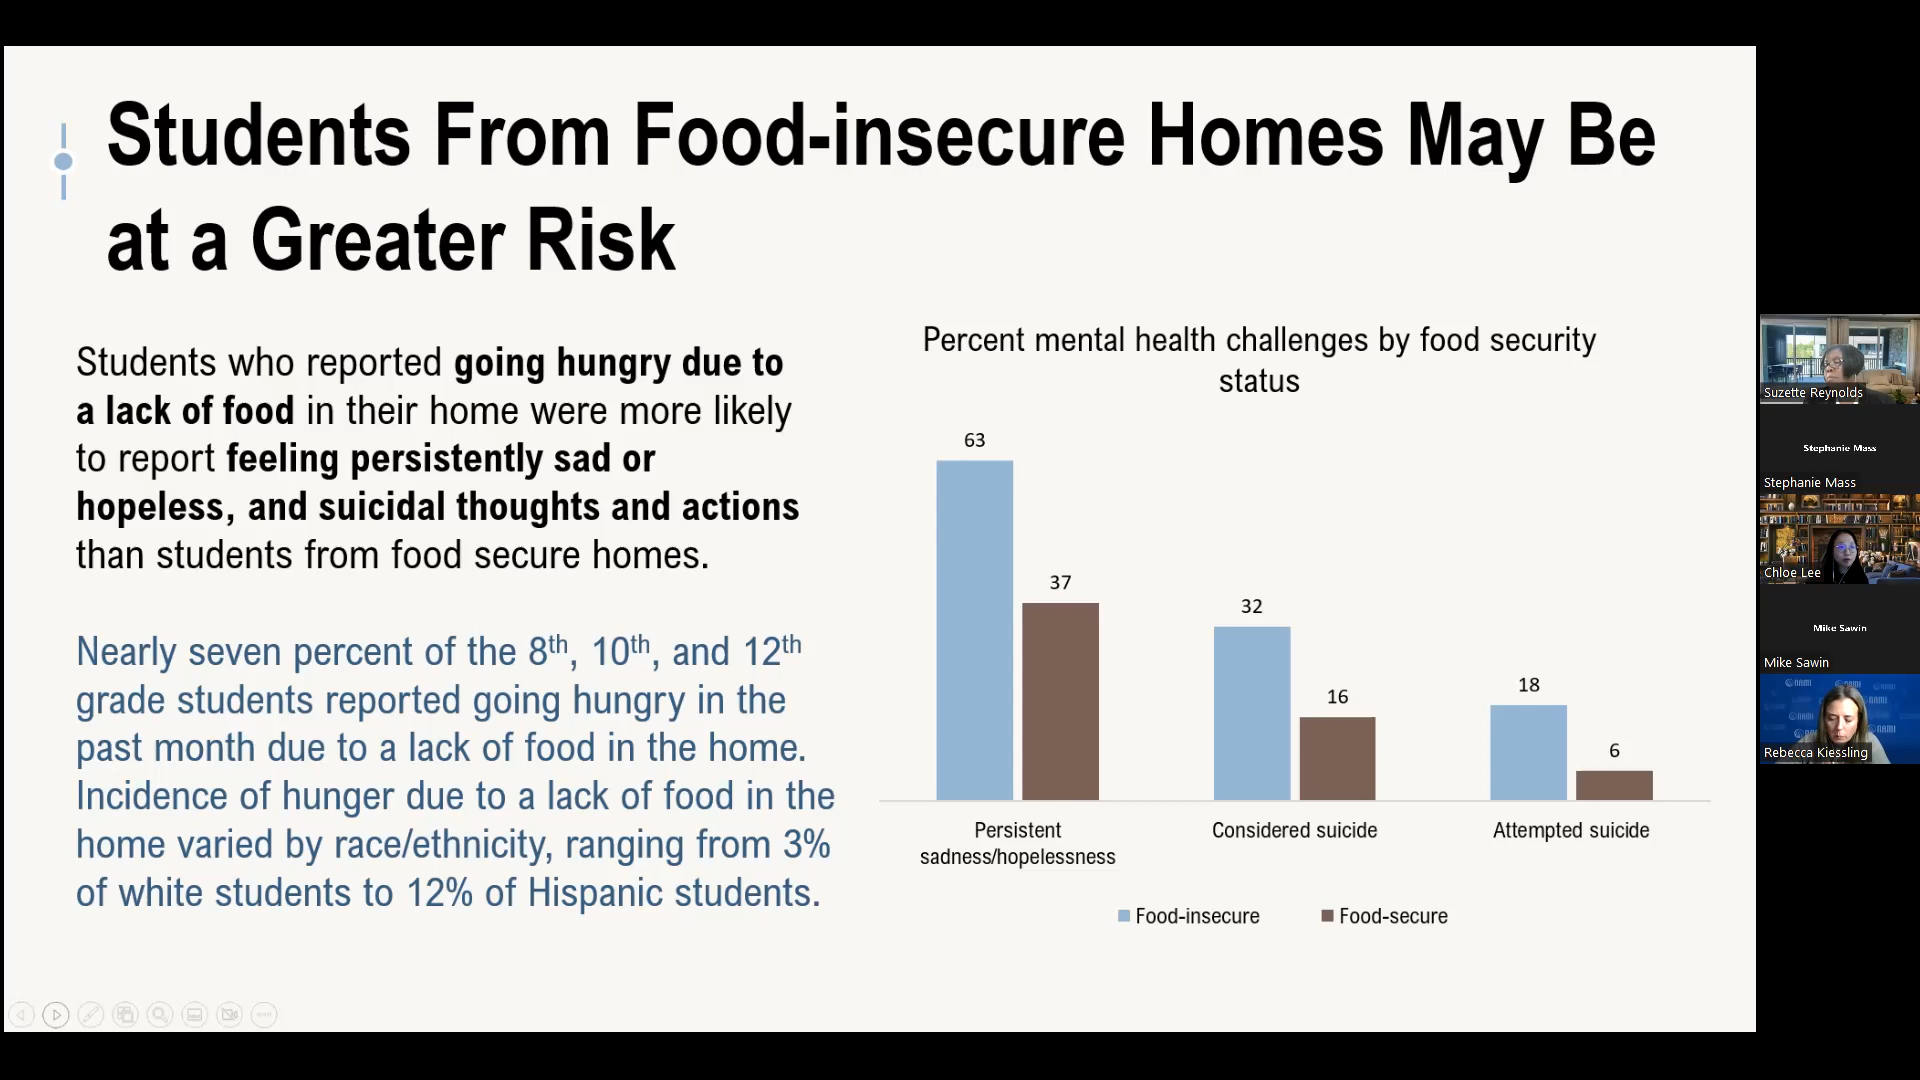 Students From Food-insecure Homes May Be
at a Greater Risk
Students who reported going hungry due to
a lack of food in their home were more likely
to report feeling persistently sad or
hopeless, and suicidal thoughts and actions
than students from food secure homes.
Nearly seven percent of the 8th, 10th, and 12th
grade students reported going hungry in the
past month due to a lack of food in the home.
Incidence of hunger due to a lack of food in the
home varied by race/ethnicity, ranging from 3%
of white students to 12% of Hispanic students.
Percent mental health challenges by food security
status
63
37
32
16
18
6
Persistent
sadness/hopelessness
Considered suicide
Attempted suicide
Food-insecure
Food-secure
Suzette Reynolds
Stephanie Mass
Stephanie Mass
Chloe Lee
Mike Sawin
Mike Sawin
NAMI
NAMI
NAMI
Rebecca Kiessling